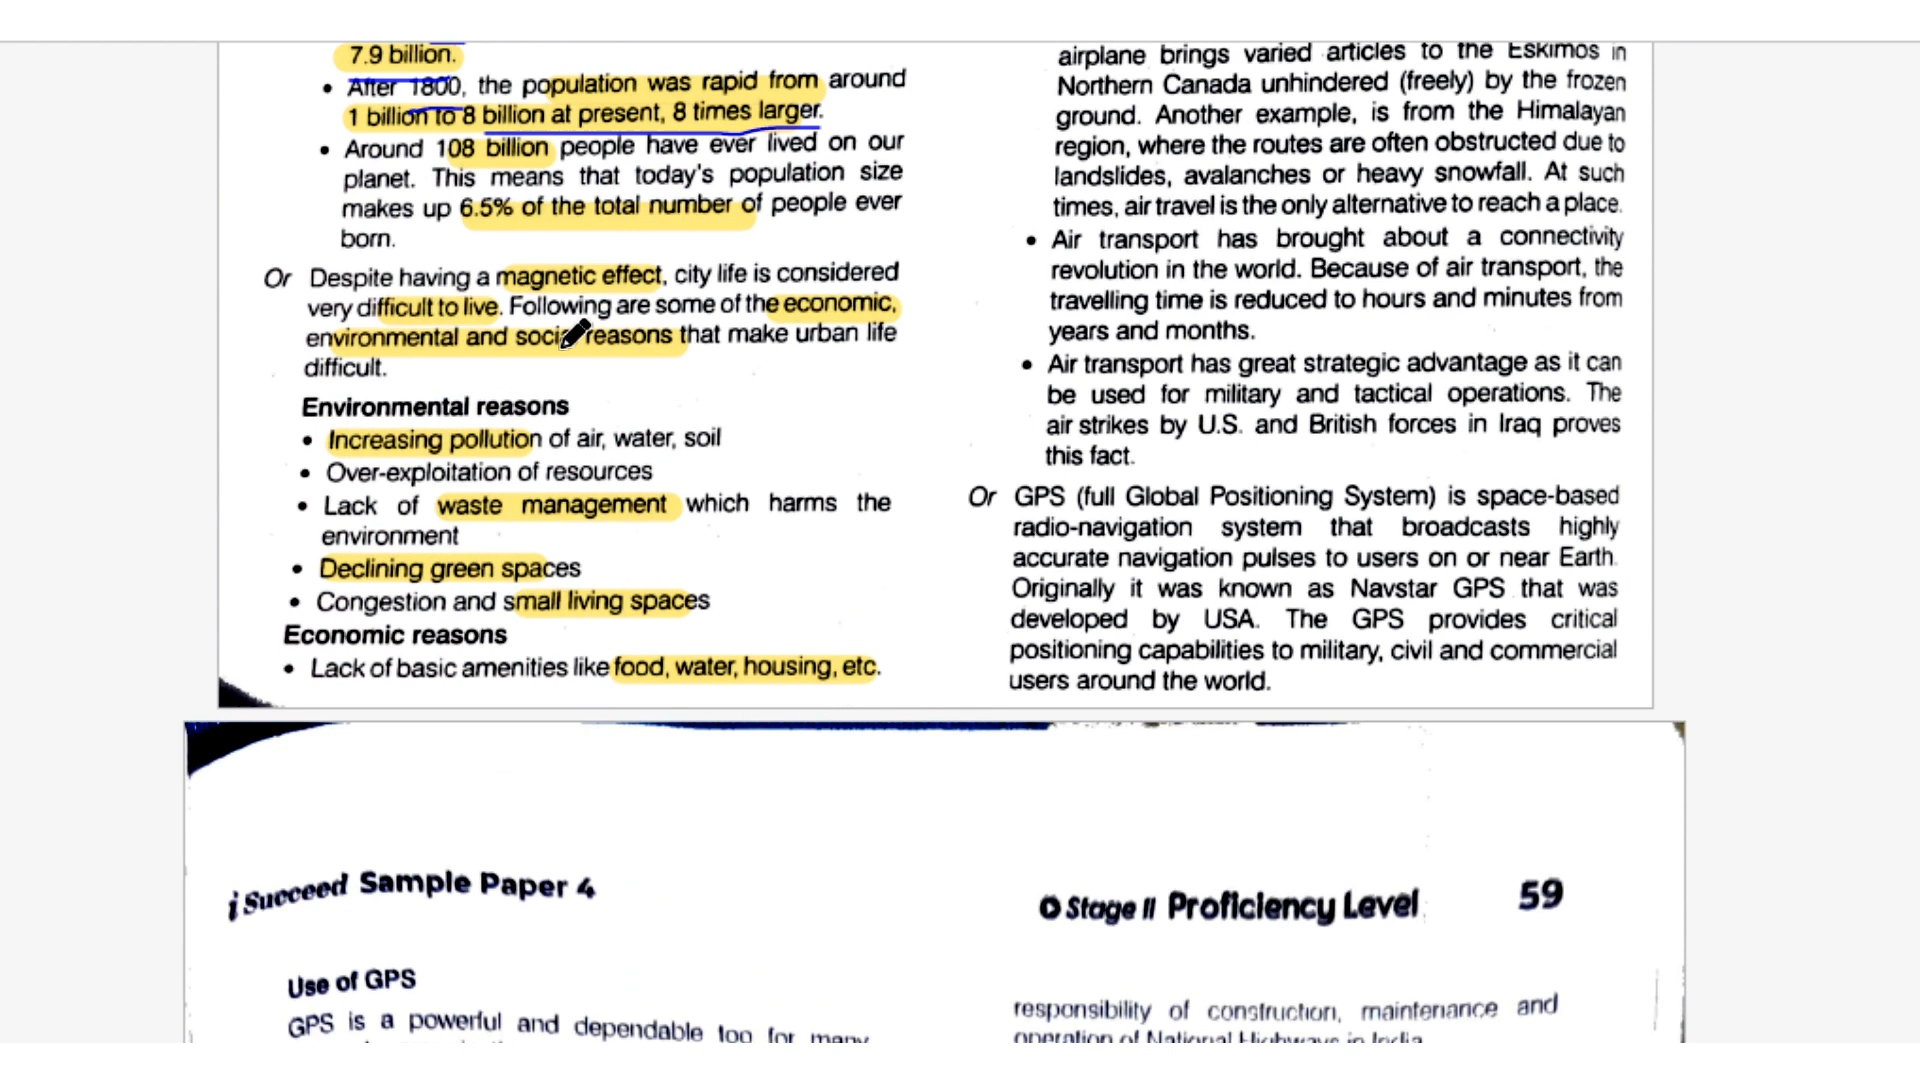 7.9 billion.
• After 1800, the population was rapid from around
1 billion to 8 billion at present, 8 times larger.
• Around 108 billion people have ever lived on our
planet. This means that today's population size
makes up 6.5% of the total number of people ever
born.
Or Despite having a magnetic effect, city life is considered
very difficult to live. Following are some of the economic,
environmental and social reasons that make urban life
difficult.
Environmental reasons
• Increasing pollution of air, water, soil
• Over-exploitation of resources
• Lack of waste management which harms the
environment
• Declining green spaces
• Congestion and small living spaces
Economic reasons
• Lack of basic amenities like food, water, housing, etc.
airplane brings varied articles to the Eskimos in
Northern Canada unhindered (freely) by the frozen
ground. Another example, is from the Himalayan
region, where the routes are often obstructed due to
landslides, avalanches or heavy snowfall. At such
times, air travel is the only alternative to reach a place.
• Air transport has brought about a connectivity
revolution in the world. Because of air transport, the
travelling time is reduced to hours and minutes from
years and months.
• Air transport has great strategic advantage as it can
be used for military and tactical operations. The
air strikes by U.S. and British forces in Iraq proves
this fact.
Or GPS (full Global Positioning System) is space-based
radio-navigation system that broadcasts highly
accurate navigation pulses to users on or near Earth.
Originally it was known as Navstar GPS that was
developed by USA. The GPS provides critical
positioning capabilities to military, civil and commercial
users around the world.
iSucceed Sample Paper 4
Stage II Proficiency Level 59
Use of GPS
GPS is a powerful and dependable too for many
responsibility of construction, maintenance and
operation of National Highways in India